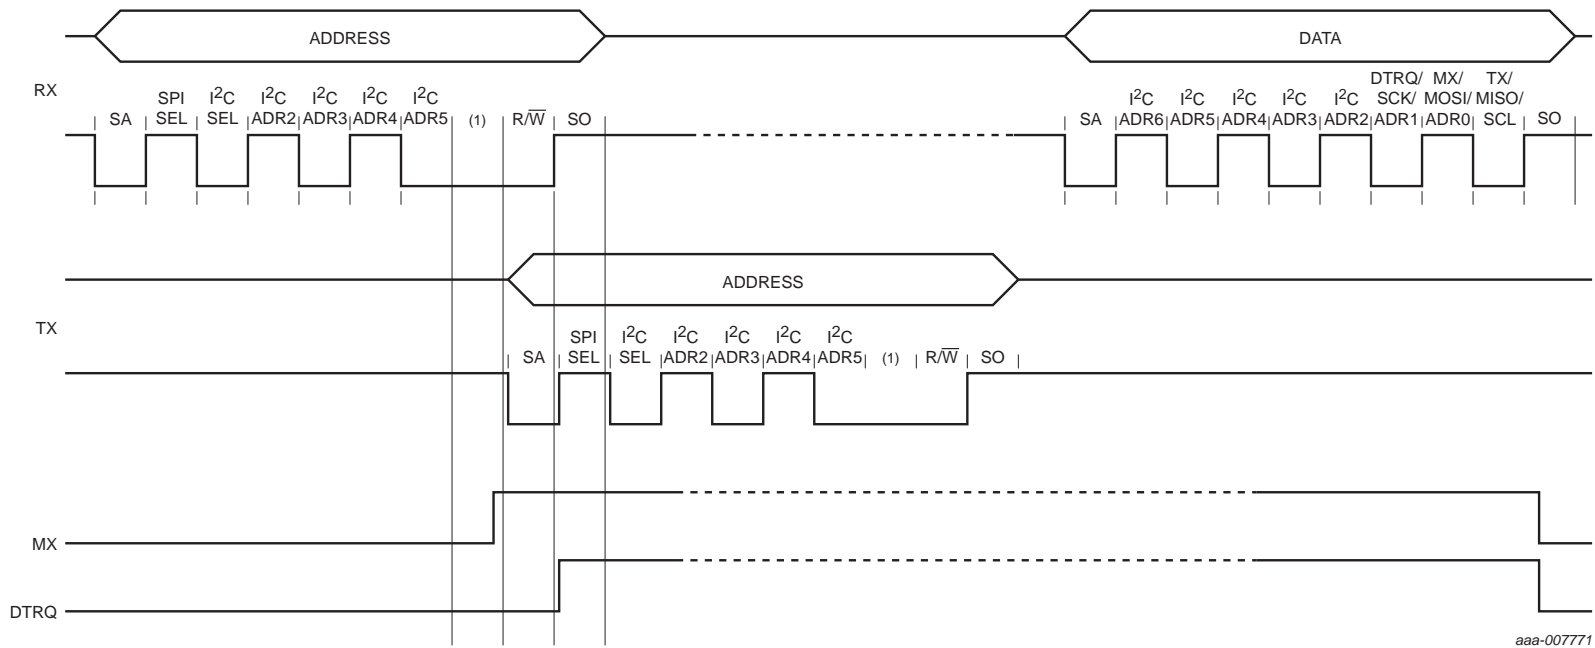 ADDRESS
DATA
RX
SA
SPI
SEL
I2C
SEL
I2C
ADR2
I2C
ADR3
I2C
ADR4
I2C
ADR5
(1)
R/W̅
SO
SA
I2C
ADR6
I2C
ADR5
I2C
ADR4
I2C
ADR3
I2C
ADR2
DTRQ/
SCK/
ADR1
MX/
MOSI/
ADR0
TX/
MISO/
SCL
SO
ADDRESS
TX
SA
SPI
SEL
I2C
SEL
I2C
ADR2
I2C
ADR3
I2C
ADR4
I2C
ADR5
(1)
R/W̅
SO
MX
DTRQ
aaa-007771